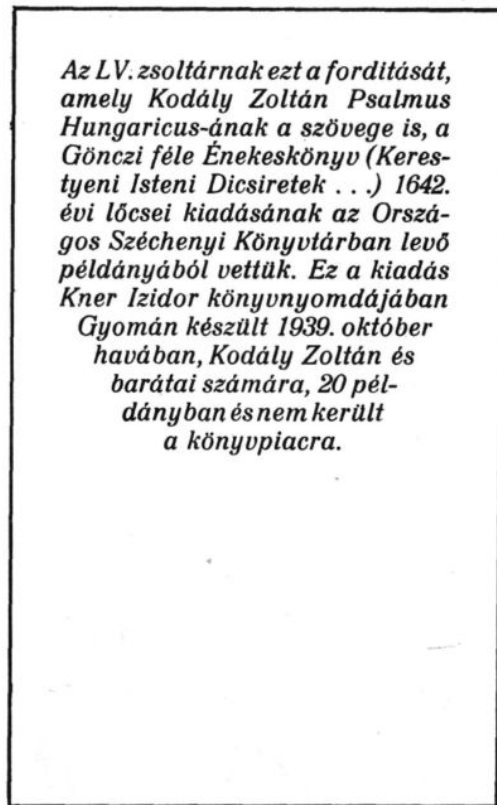 Az LV. zsoltárnak ezt a forditását,
amely Kodály Zoltán Psalmus
Hungaricus-ának a szövege is, a
Gönczi féle Énekeskönyv (Keres-
tyeni Isteni Dicsiretek . . .) 1642.
évi lőcsei kiadásának az Orszá-
gos Széchenyi Könyvtárban levő
példányából vettük. Ez a kiadás
Kner Izidor könyvnyomdájában
Gyomán készült 1939. október
havában, Kodály Zoltán és
barátai számára, 20 pél-
dányban és nem került
a könyvpiacra.